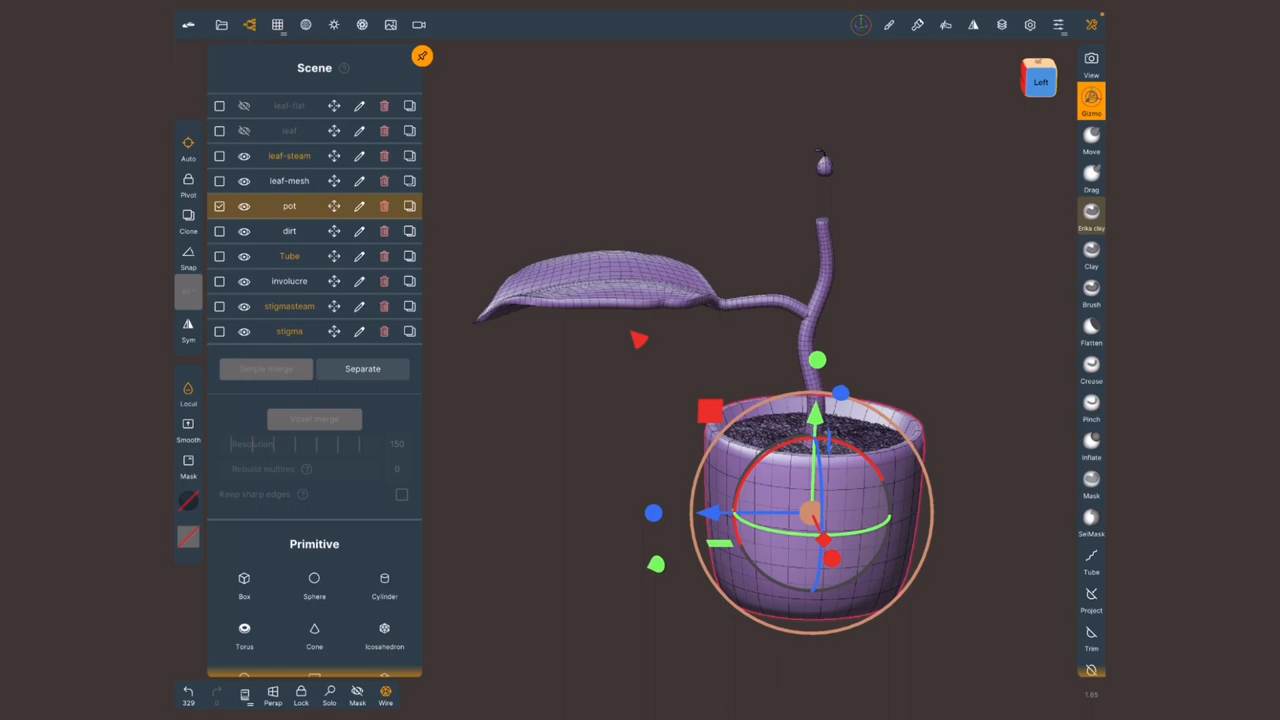 Scene
leaf-flat
leaf
leaf-steam
leaf-mesh
pot
dirt
Tube
involucre
stigmasteam
stigma
Simple merge
Separate
Voxel merge
Resolution
150
Rebuild multires
0
Keep sharp edges
Primitive
Box
Sphere
Cylinder
Torus
Cone
Icosahedron
Auto
Pivot
Clone
Snap
Sym
Local
Smooth
Mask
329
0
Persp
Lock
Solo
Mask
Wire
Left
View
Gizmo
Move
Drag
Erika clay
Clay
Brush
Flatten
Crease
Pinch
Inflate
Mask
SelMask
Tube
Project
Trim
1.65